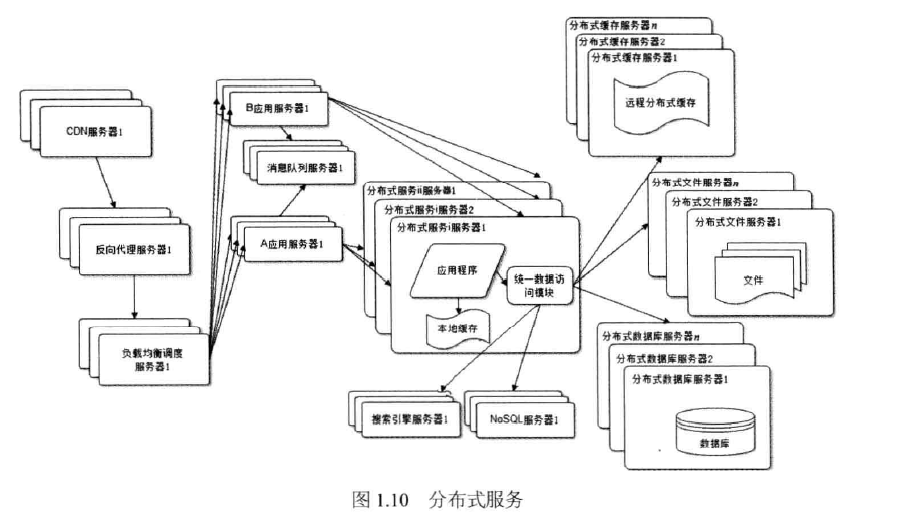 分布式缓存服务器n
分布式缓存服务器2
分布式缓存服务器1
远程分布式缓存
CDN服务器1
B应用服务器1
消息队列服务器1
反向代理服务器1
A应用服务器1
负载均衡调度
服务器1
分布式服务ii服务器1
分布式服务i服务器2
分布式服务i服务器1
应用程序
统一数据访
问模块
本地缓存
分布式文件服务器n
分布式文件服务器2
分布式文件服务器1
文件
搜索引擎服务器1
NoSQL服务器1
分布式数据库服务器n
分布式数据库服务器2
分布式数据库服务器1
数据库
图 1.10 分布式服务